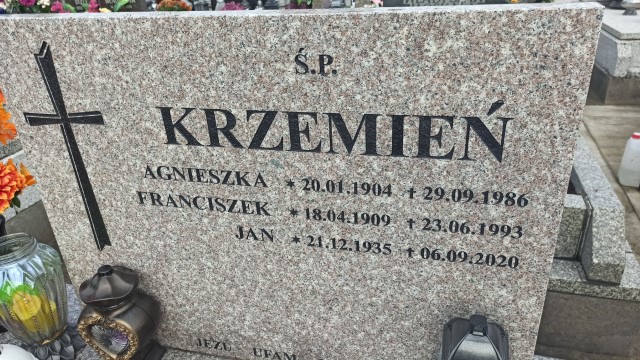 Ś.P.
KRZEMIEŃ
AGNIESZKA * 20.01.1904 † 29.09.1986
FRANCISZEK * 18.04.1909 † 23.06.1993
JAN * 21.12.1935 † 06.09.2020
JEZU UFAM